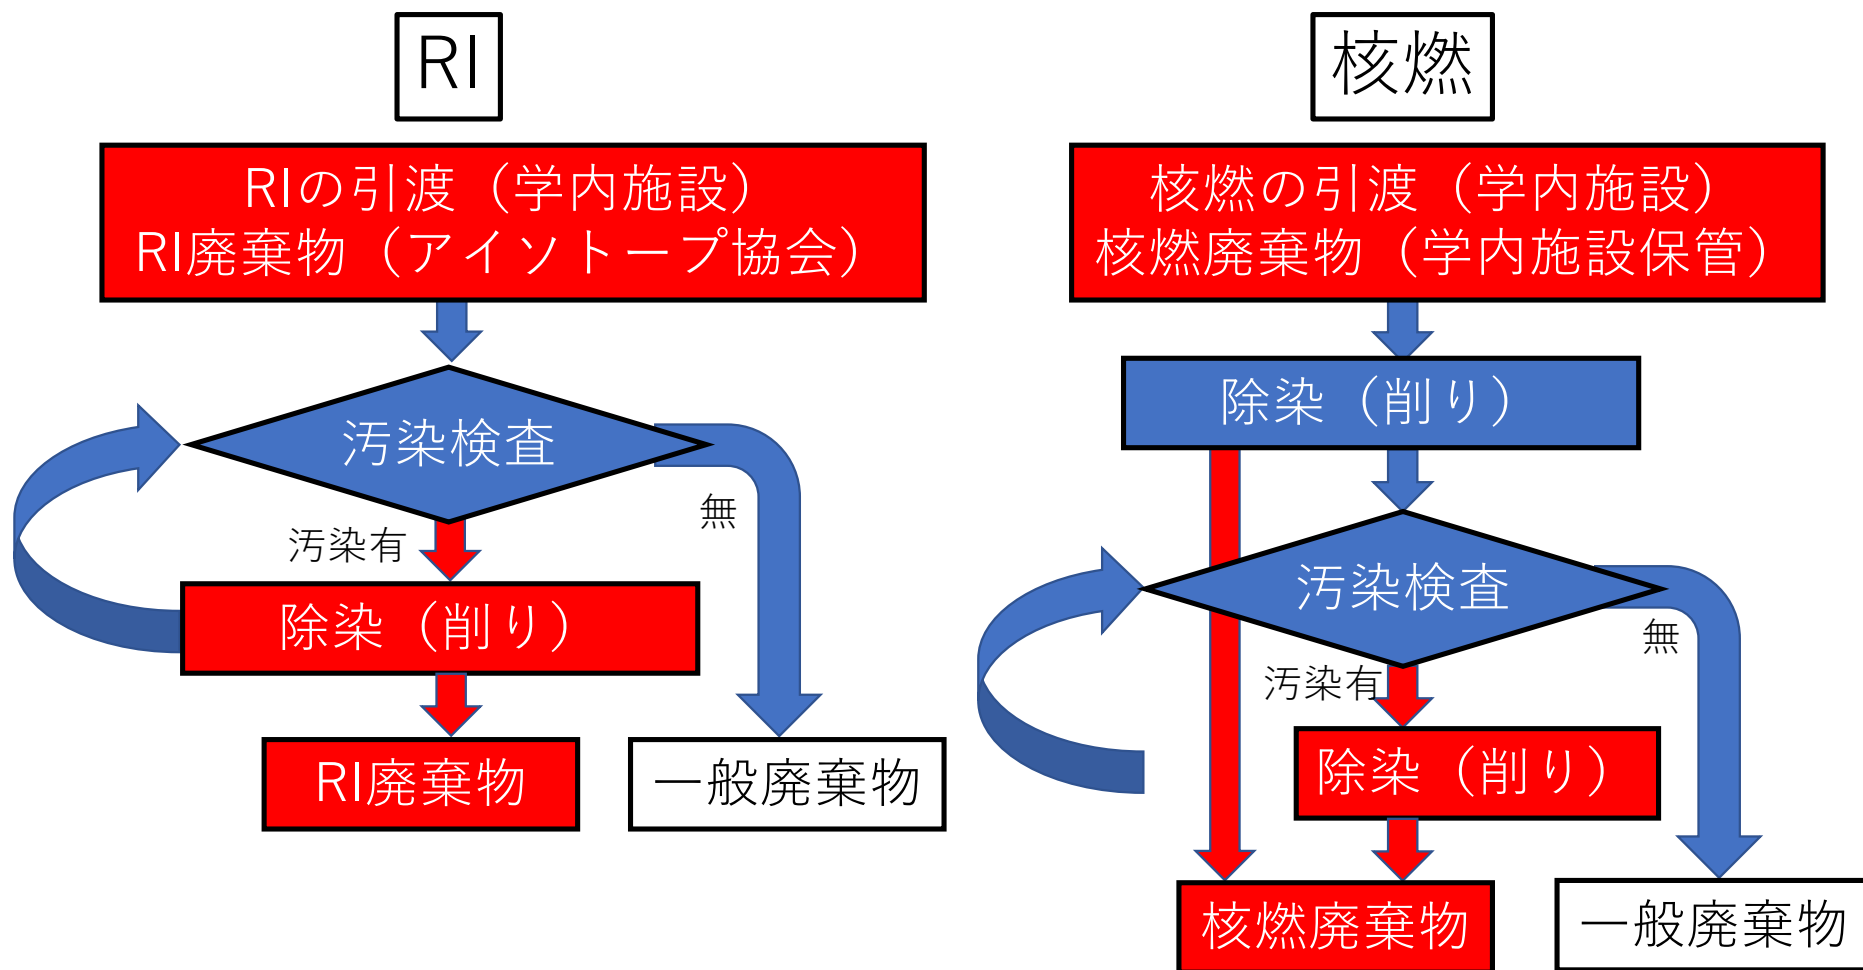 RI
RIの引渡（学内施設）
RI廃棄物（アイソトープ協会）
汚染検査
無
汚染有
除染（削り）
RI廃棄物
一般廃棄物
核燃
核燃の引渡（学内施設）
核燃廃棄物（学内施設保管）
除染（削り）
汚染検査
無
汚染有
除染（削り）
核燃廃棄物
一般廃棄物